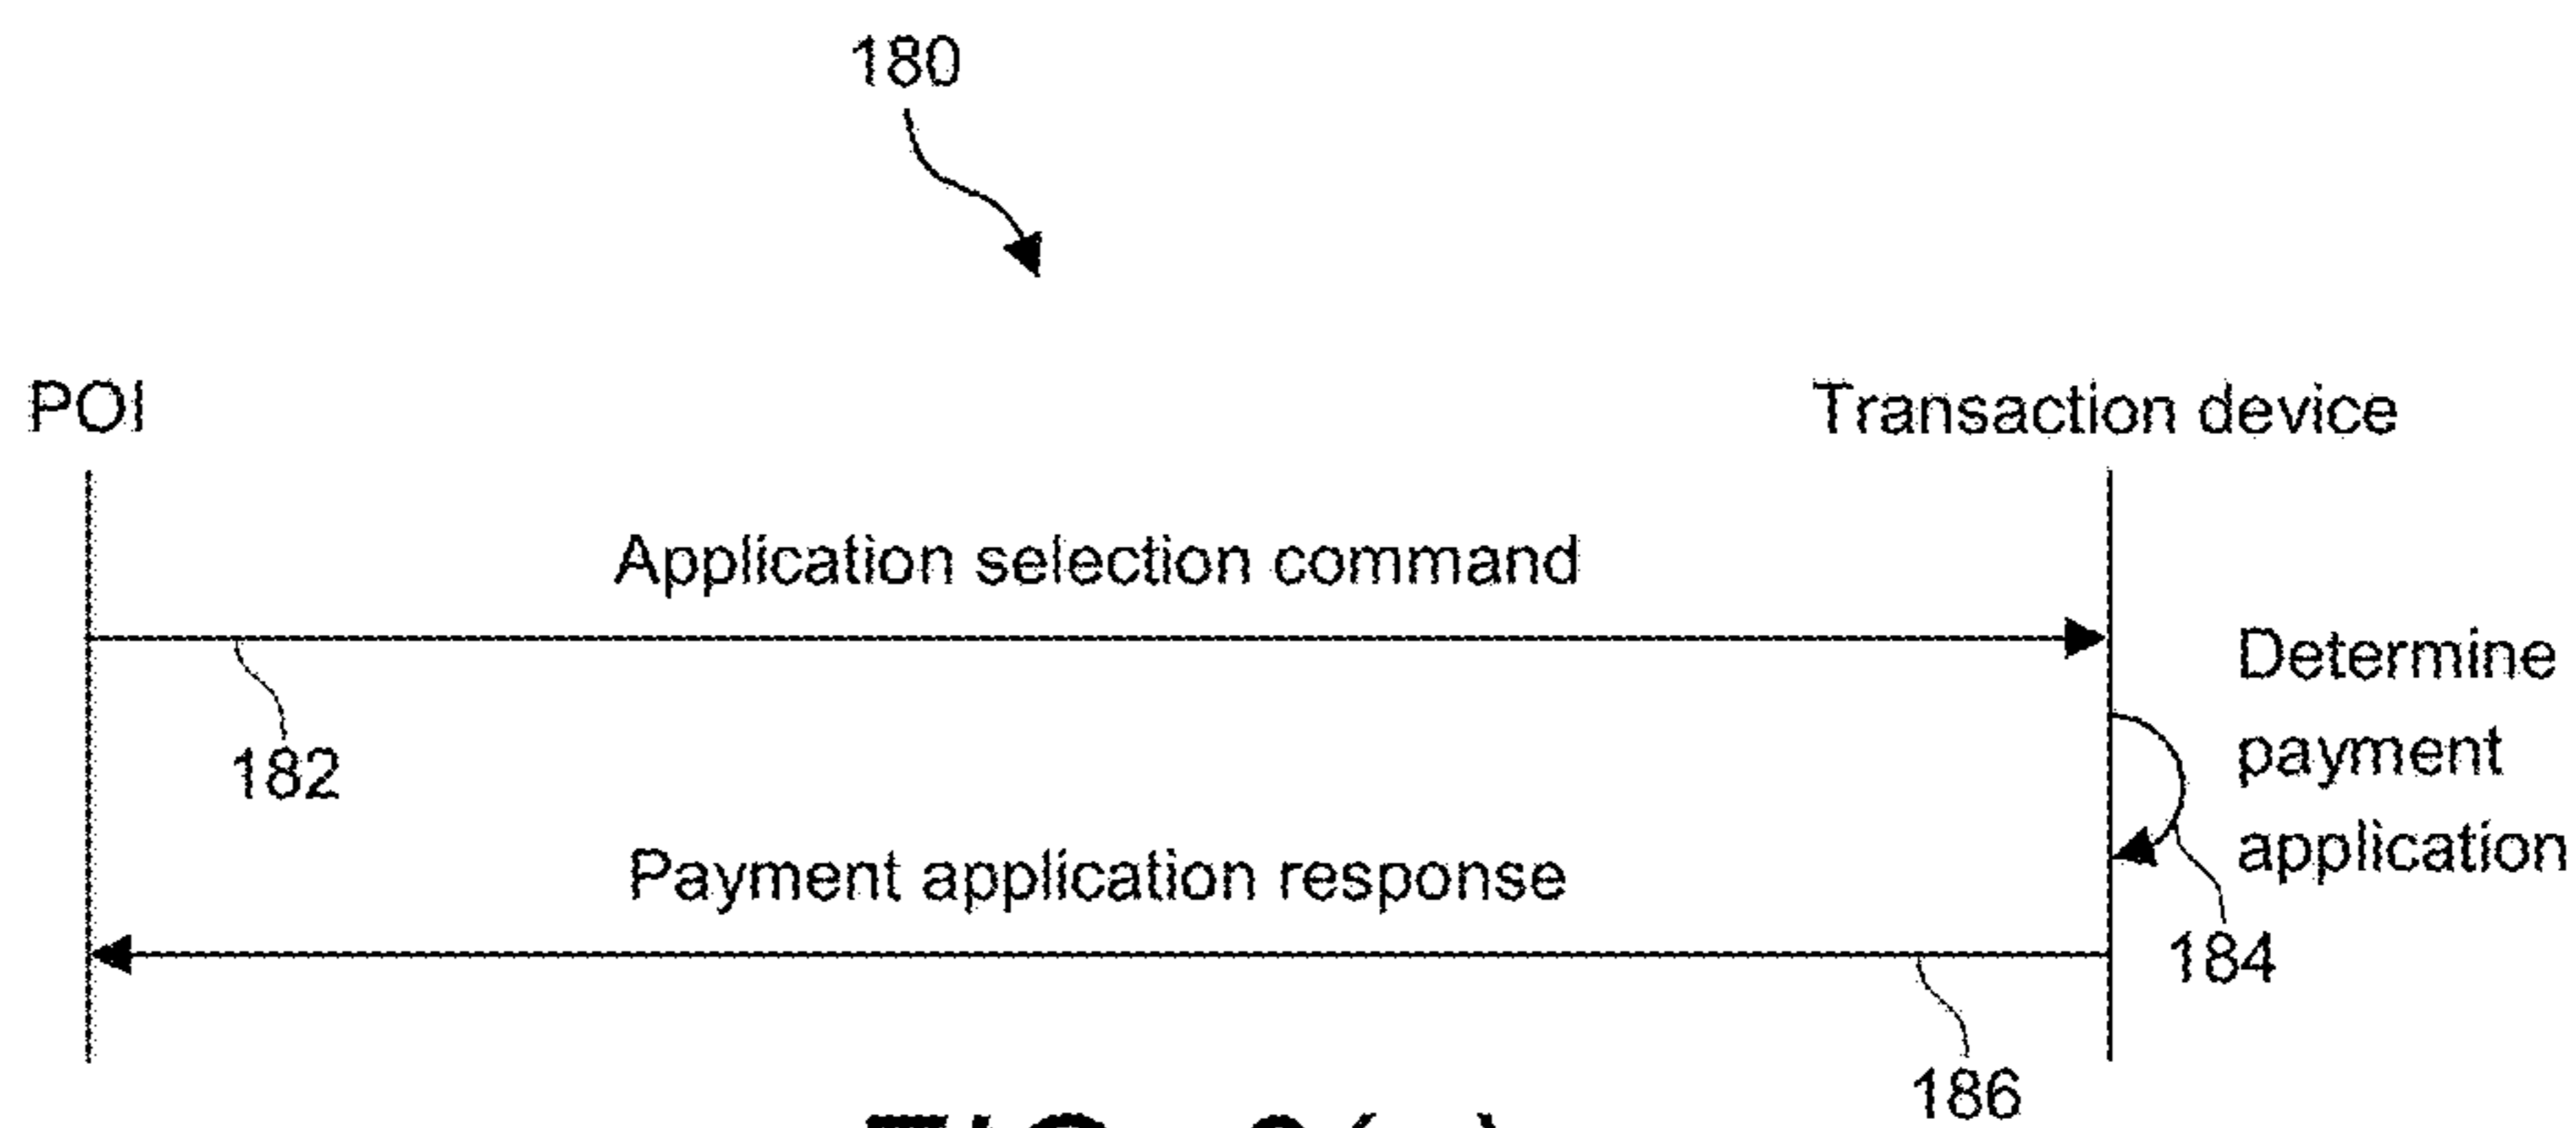 180
POI
Transaction device
Application selection command
182
Determine
payment
application
184
Payment application response
186